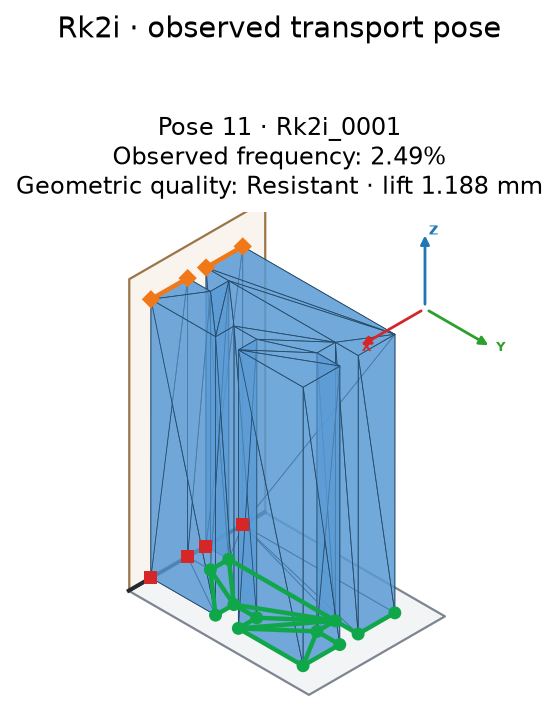 Rk2i · observed transport pose
Pose 11 · Rk2i_0001
Observed frequency: 2.49%
Geometric quality: Resistant · lift 1.188 mm
Z
X
Y